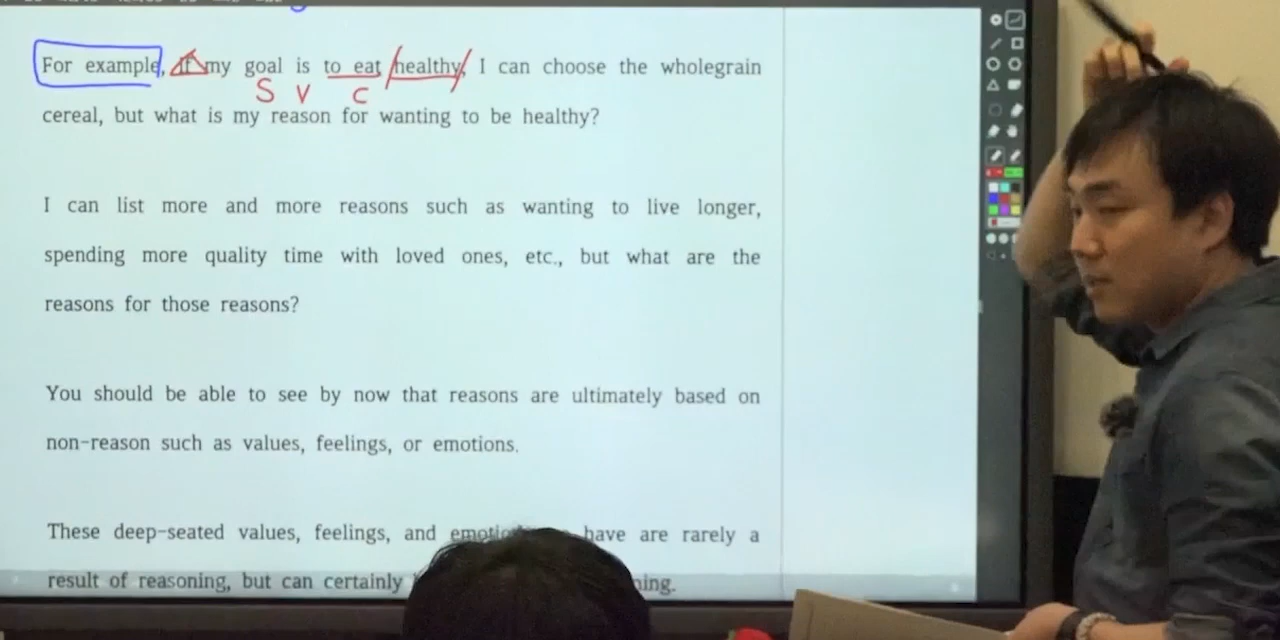 For example, if my goal is to eat healthy, I can choose the wholegrain
S V C
cereal, but what is my reason for wanting to be healthy?
I can list more and more reasons such as wanting to live longer,
spending more quality time with loved ones, etc., but what are the
reasons for those reasons?
You should be able to see by now that reasons are ultimately based on
non-reason such as values, feelings, or emotions.
These deep-seated values, feelings, and have are rarely a
result of reasoning, but can certainly